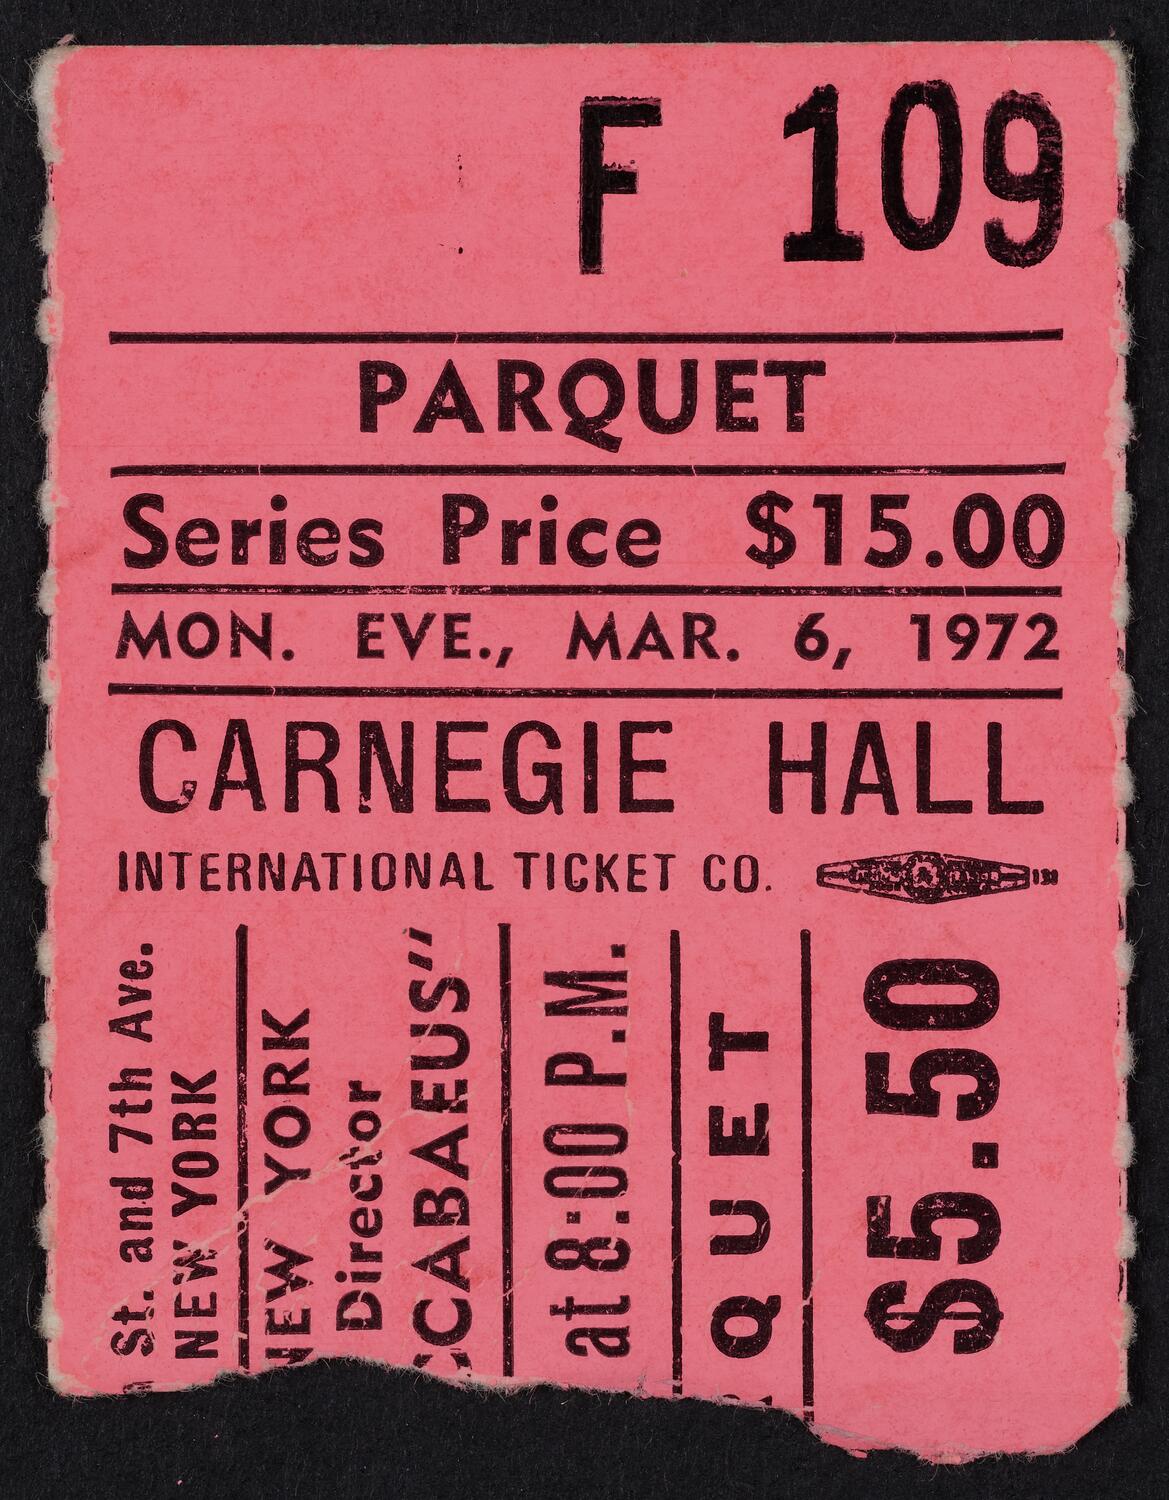 F 109
PARQUET
Series Price $15.00
MON. EVE., MAR. 6, 1972
CARNEGIE HALL
INTERNATIONAL TICKET CO.
St. and 7th Ave.
NEW YORK
NEW YORK
Director
CCABAEUS”
at 8:00 P.M.
QUET
$5.50